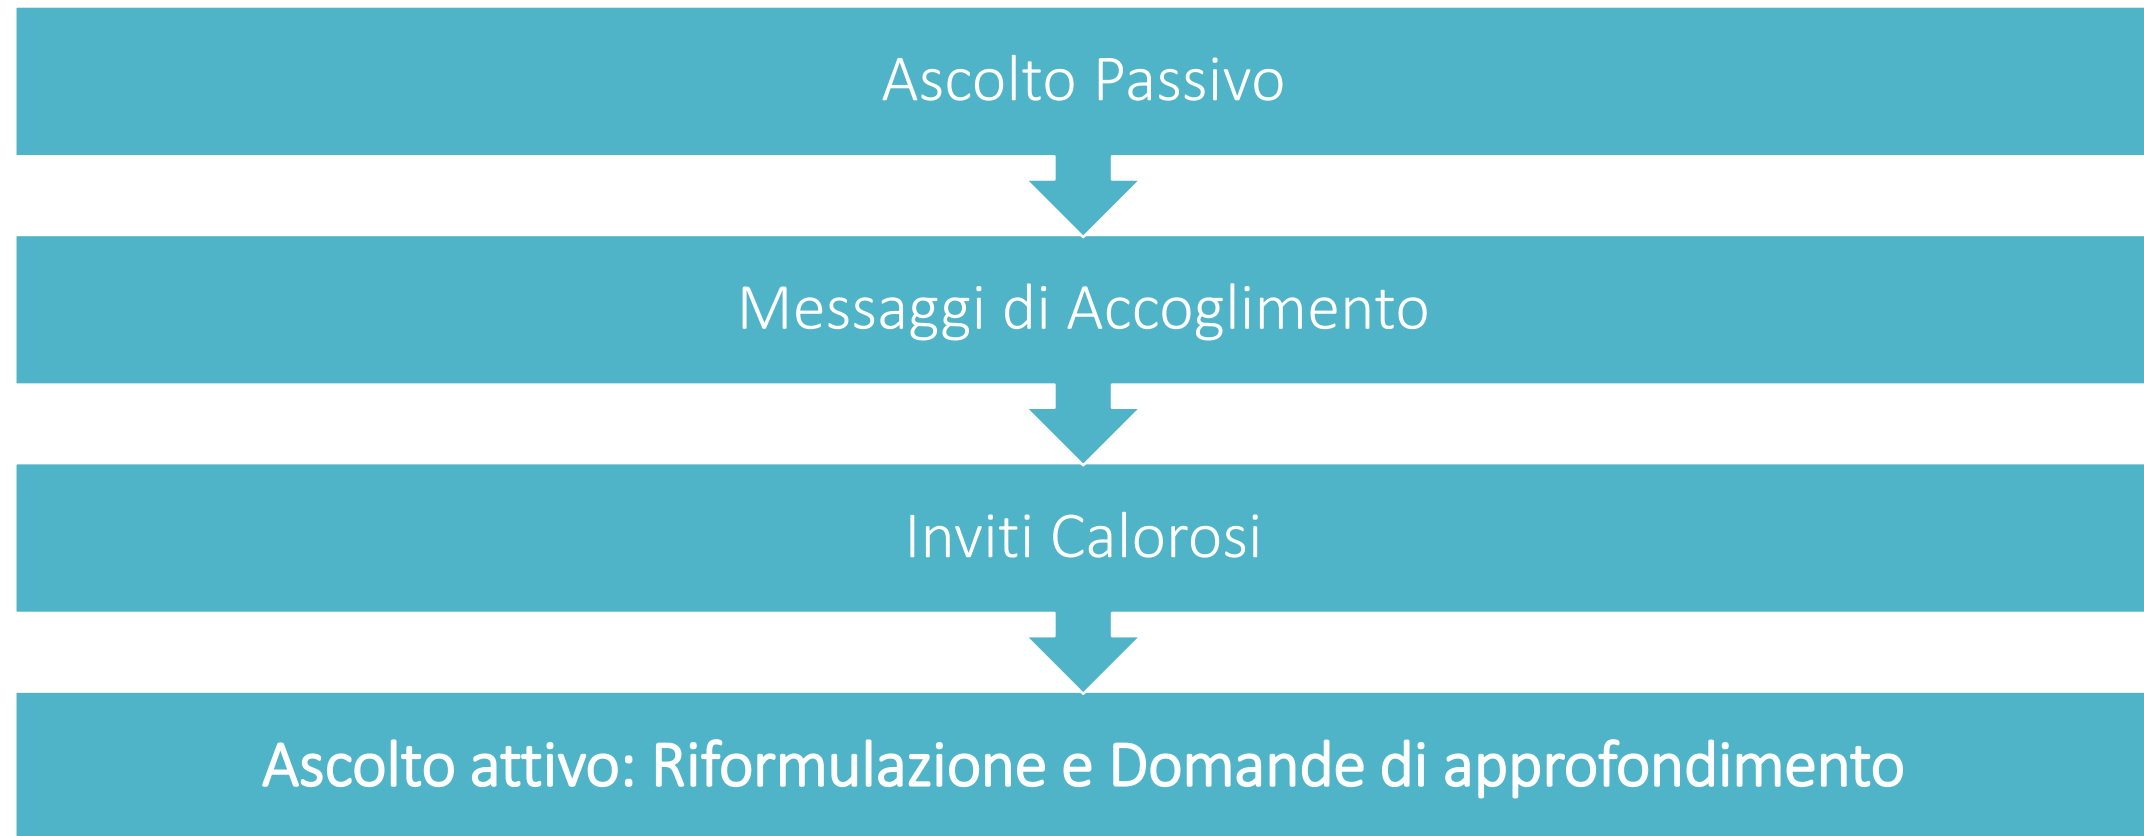 Ascolto Passivo
Messaggi di Accoglimento
Inviti Calorosi
Ascolto attivo: Riformulazione e Domande di approfondimento